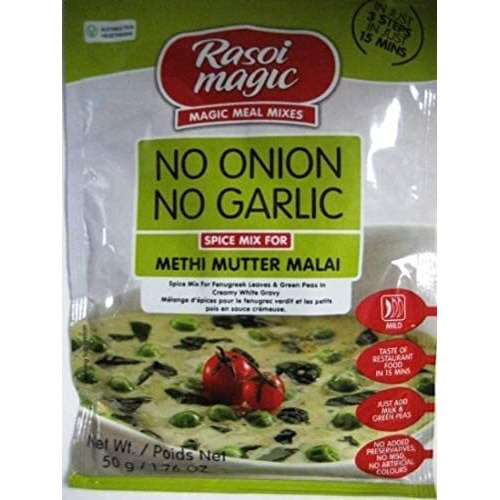 SUITABLE FOR
VEGETARIANS
IN JUST
3 STEPS
IN JUST
15 MINS
Rasoi
magic
MAGIC MEAL MIXES
NO ONION
NO GARLIC
SPICE MIX FOR
METHI MUTTER MALAI
Spice Mix For Fenugreek Leaves & Green Peas In
Creamy White Gravy
Mélange d'épices pour le fenugrec verdit et les petits
pois en sauce crémeuse.
MILD
TASTE OF
RESTAURANT
FOOD
IN 15 MINS
JUST ADD
MILK &
GREEN PEAS
NO ADDED
PRESERVATIVES,
NO MSG,
NO ARTIFICIAL
COLOURS
Net Wt. / Poids Net
50 g / 1.76 OZ